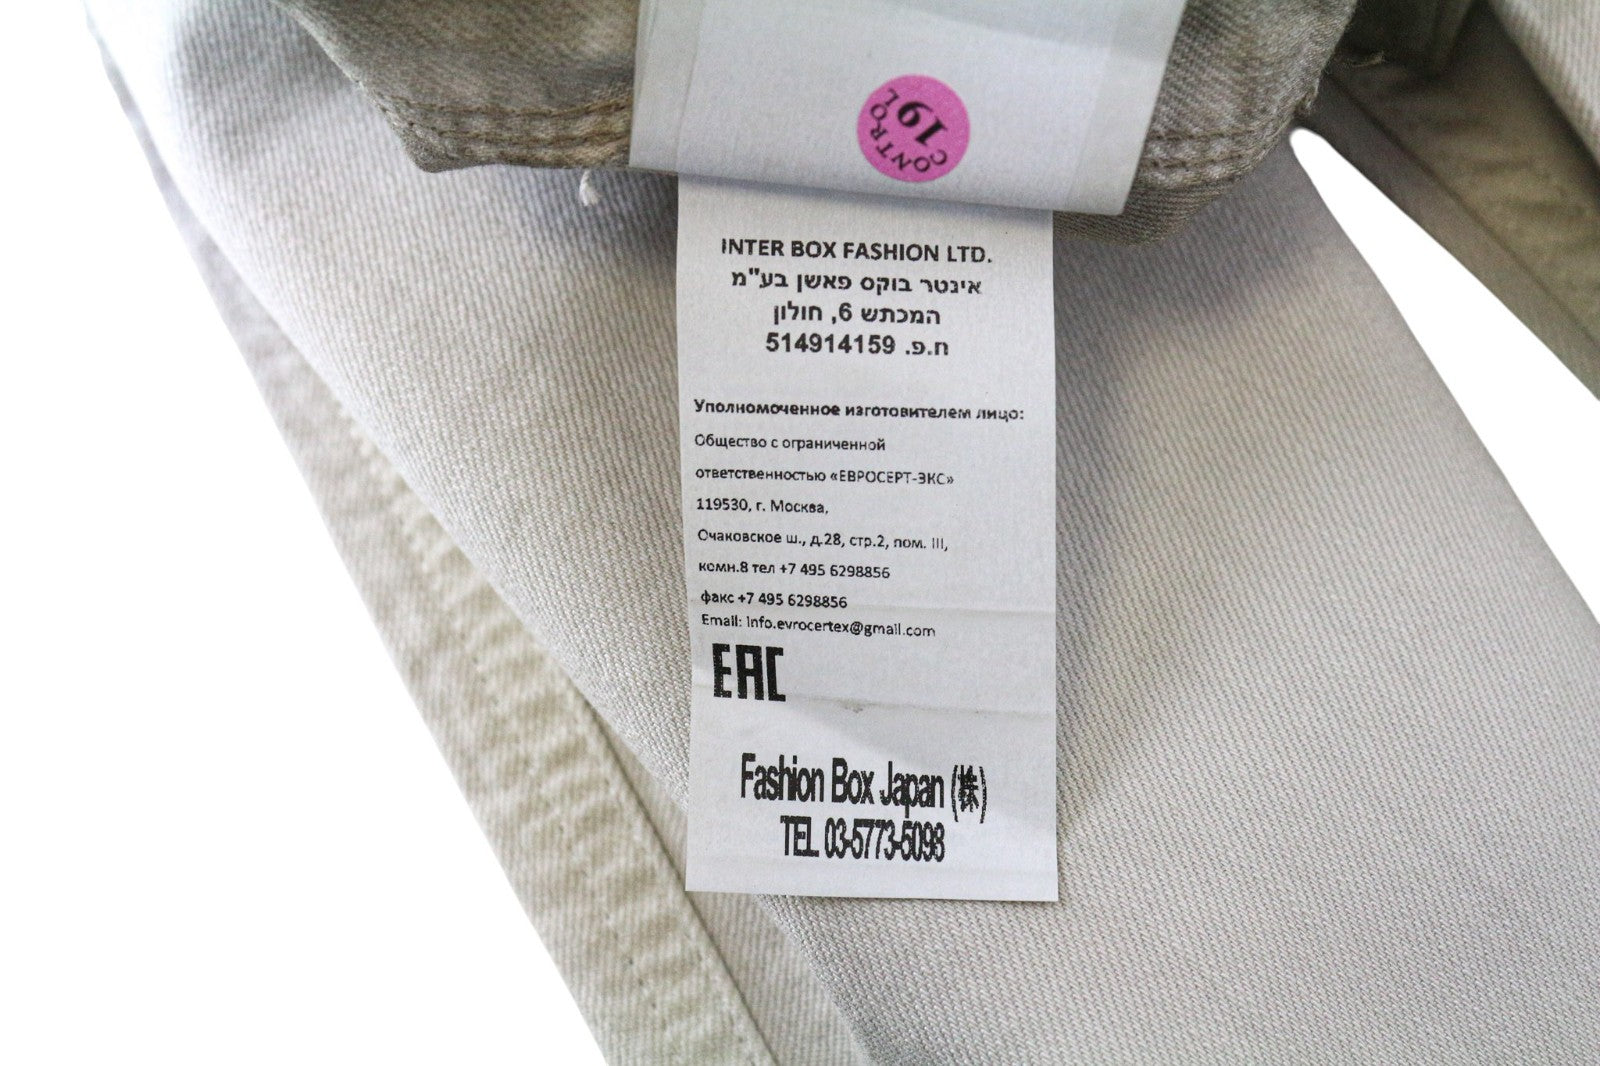 CONTROL
19
INTER BOX FASHION LTD.
אינטר בוקס פאשן בע"מ
המכתש 6, חולון
ח.פ. 514914159
Уполномоченное изготовителем лицо:
Общество с ограниченной
ответственностью «ЕВРОСЕРТ-ЭКС»
119530, г. Москва,
Очаковское ш., д.28, стр.2, пом. III,
комн.8 тел +7 495 6298856
факс +7 495 6298856
Email: info.evrocertex@gmail.com
EAC
Fashion Box Japan (株)
TEL 03-5773-5098